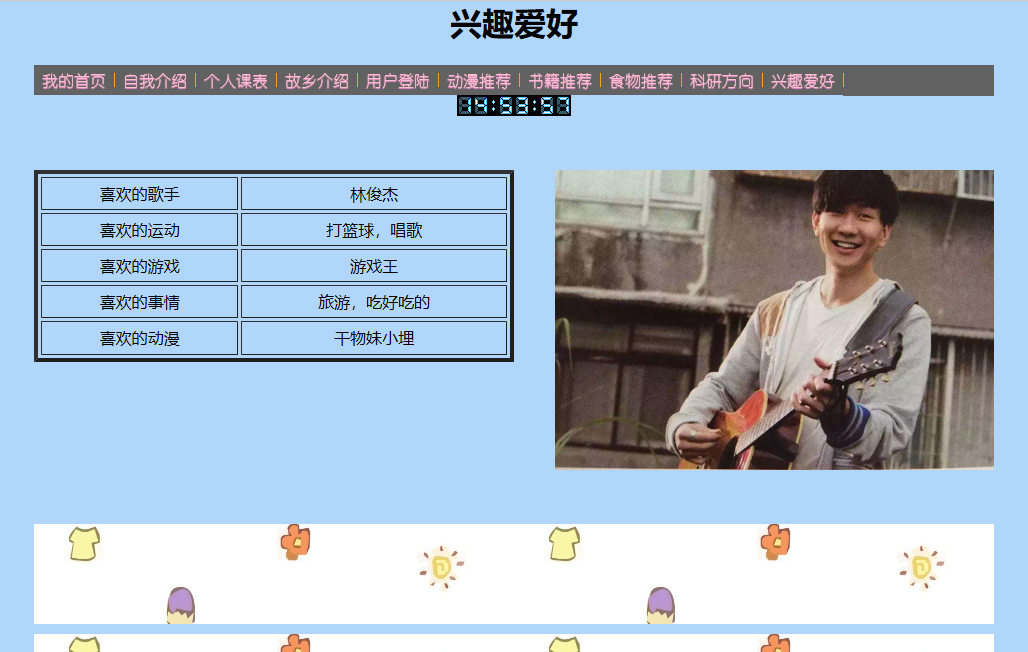 兴趣爱好
我的首页 自我介绍 个人课表 故乡介绍 用户登陆 动漫推荐 书籍推荐 食物推荐 科研方向 兴趣爱好
喜欢的歌手 林俊杰
喜欢的运动 打篮球，唱歌
喜欢的游戏 游戏王
喜欢的事情 旅游，吃好吃的
喜欢的动漫 干物妹小埋